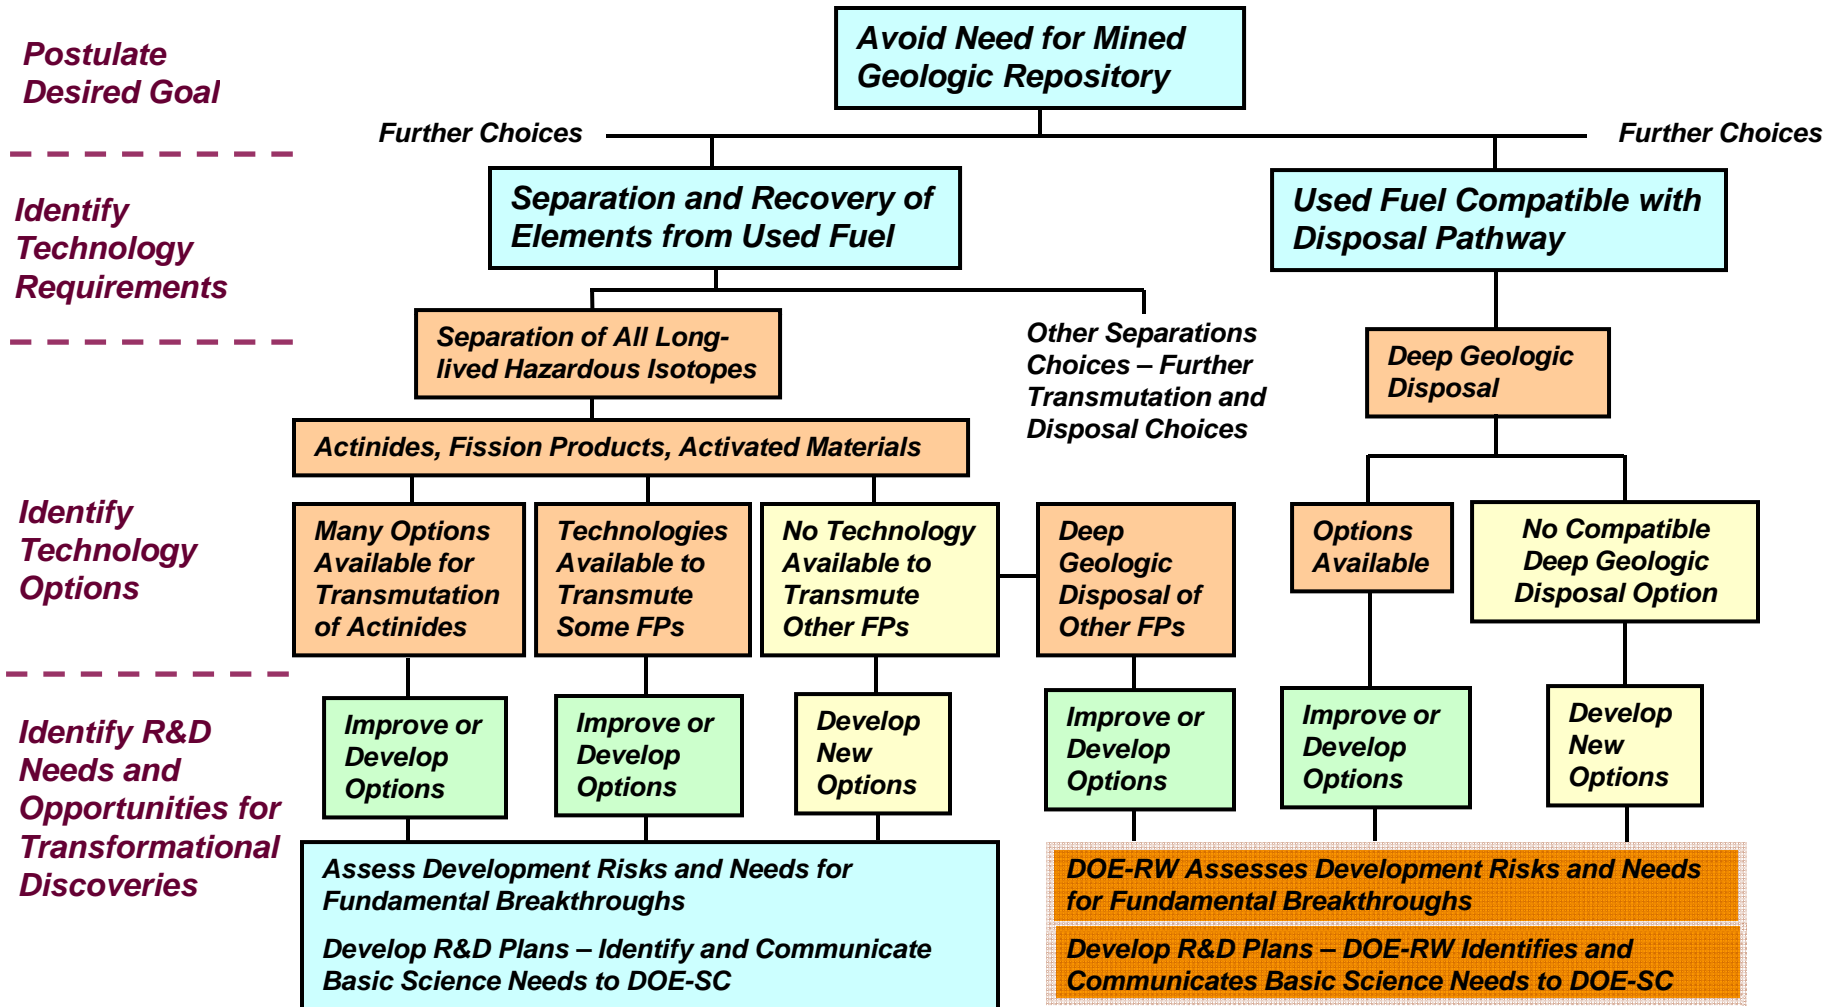 Postulate
Desired Goal
Avoid Need for Mined
Geologic Repository
Further Choices
Further Choices
Identify
Technology
Requirements
Separation and Recovery of
Elements from Used Fuel
Used Fuel Compatible with
Disposal Pathway
Separation of All Long-
lived Hazardous Isotopes
Other Separations
Choices – Further
Transmutation and
Disposal Choices
Deep Geologic
Disposal
Actinides, Fission Products, Activated Materials
Identify
Technology
Options
Many Options
Available for
Transmutation
of Actinides
Technologies
Available to
Transmute
Some FPs
No Technology
Available to
Transmute
Other FPs
Deep
Geologic
Disposal of
Other FPs
Options
Available
No Compatible
Deep Geologic
Disposal Option
Identify R&D
Needs and
Opportunities for
Transformational
Discoveries
Improve or
Develop
Options
Improve or
Develop
Options
Develop
New
Options
Improve or
Develop
Options
Improve or
Develop
Options
Develop
New
Options
Assess Development Risks and Needs for
Fundamental Breakthroughs
Develop R&D Plans – Identify and Communicate
Basic Science Needs to DOE-SC
DOE-RW Assesses Development Risks and Needs
for Fundamental Breakthroughs
Develop R&D Plans – DOE-RW Identifies and
Communicates Basic Science Needs to DOE-SC